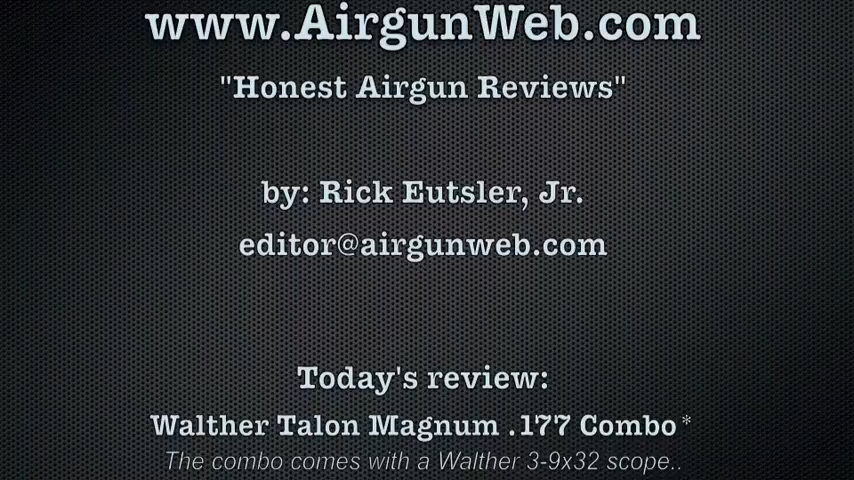 www.AirgunWeb.com
"Honest Airgun Reviews"
by: Rick Eutsler, Jr.
editor@airgunweb.com
Today's review:
Walther Talon Magnum .177 Combo*
The combo comes with a Walther 3-9x32 scope..